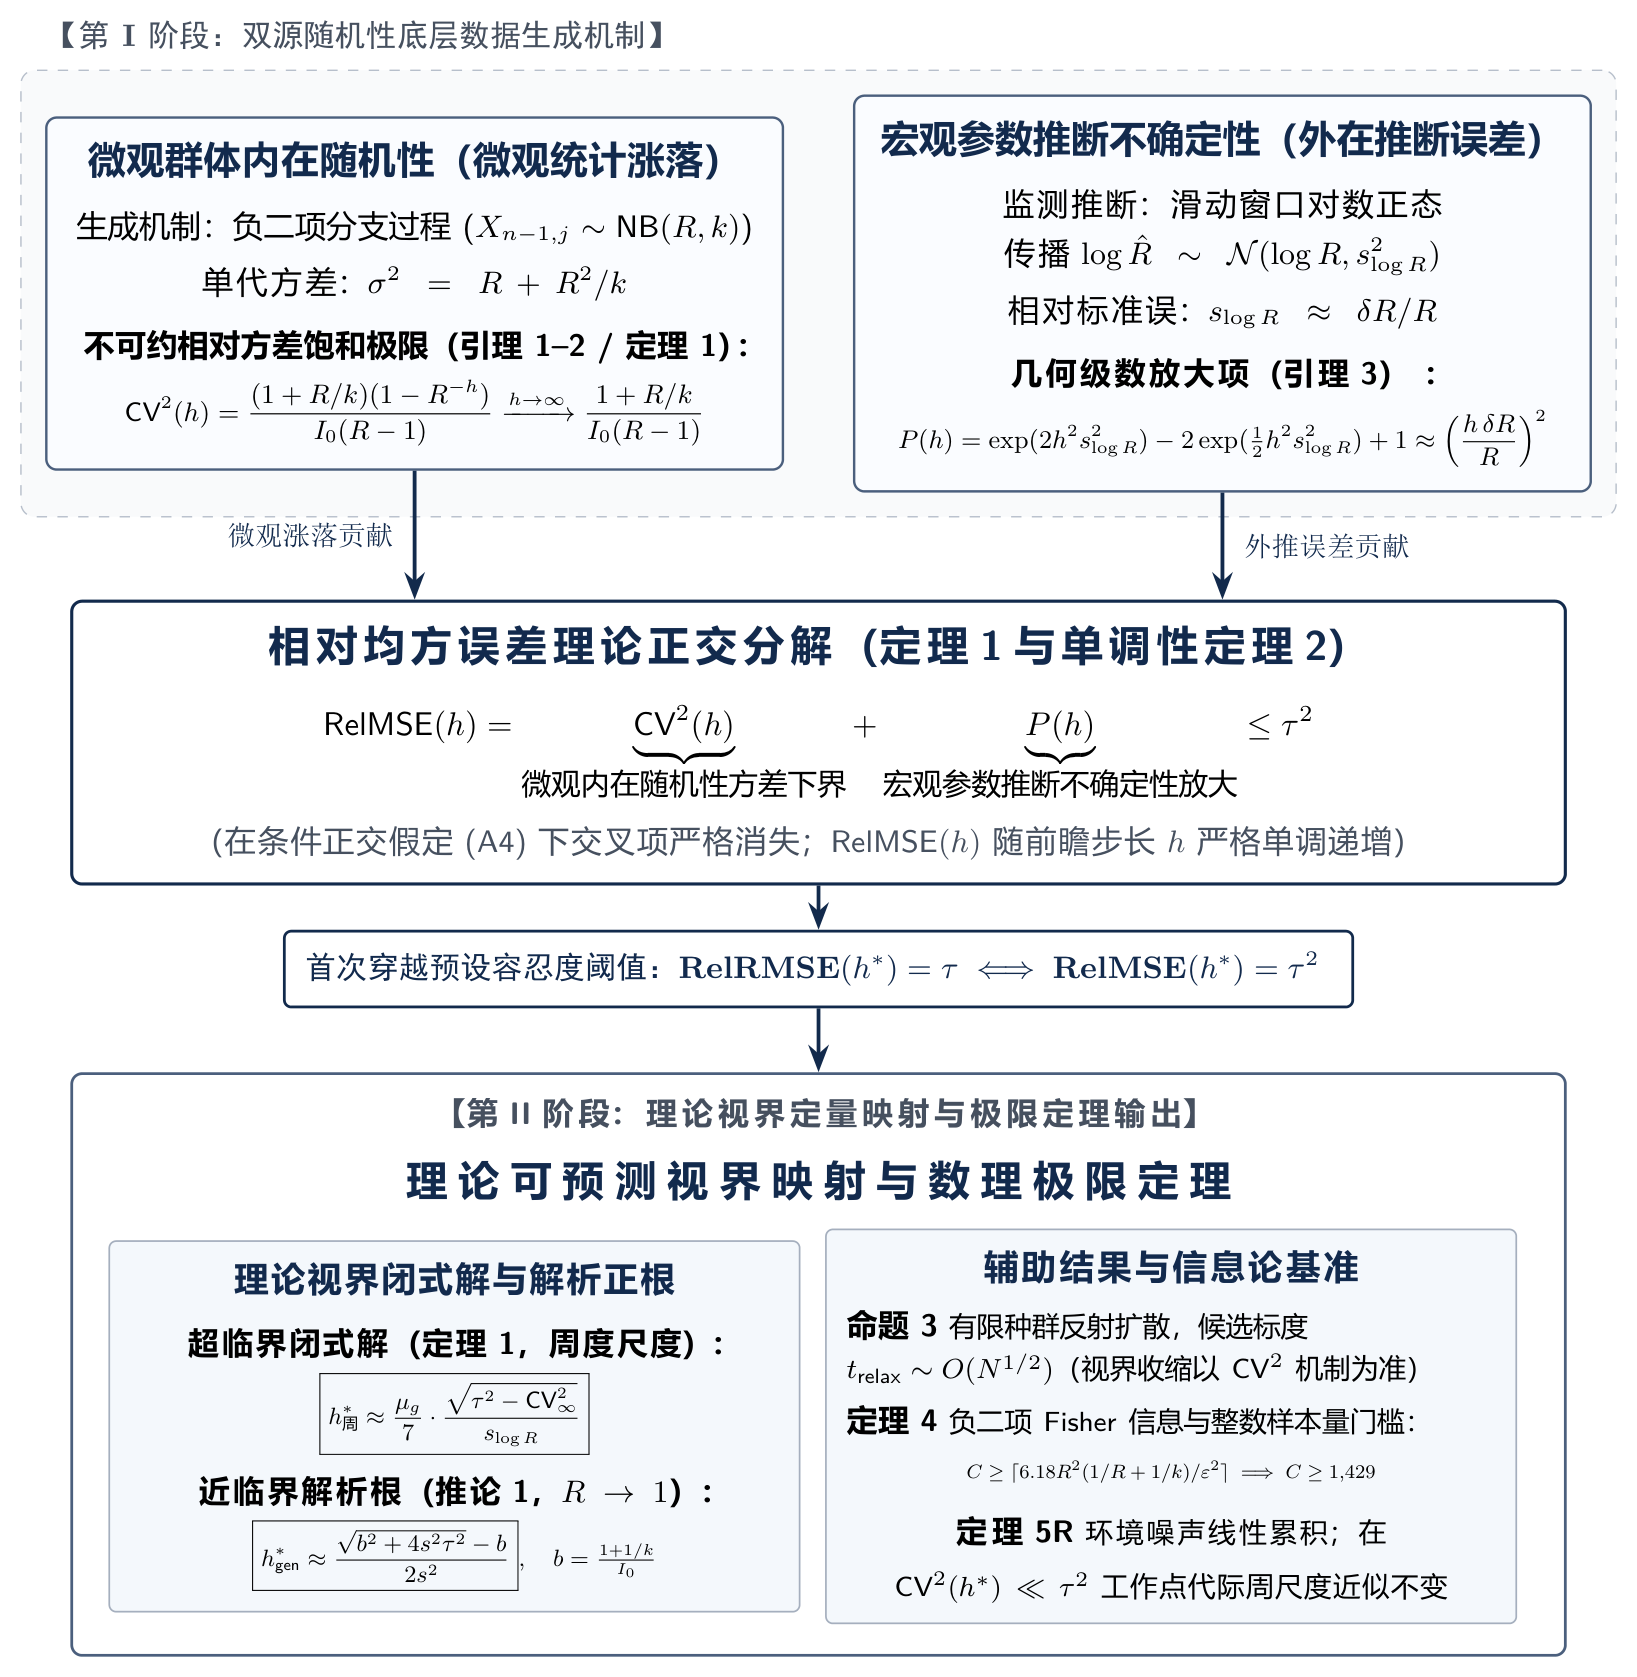 【第 I 阶段：双源随机性底层数据生成机制】
微观群体内在随机性（微观统计涨落）
生成机制：负二项分支过程 (X_{n−1,j} ∼ NB(R, k))
单代方差：σ² = R + R²/k
不可约相对方差饱和极限（引理 1–2 / 定理 1）：
CV²(h) = \frac{(1 + R/k)(1 − R^{−h})}{I₀(R − 1)} \xrightarrow{h→∞} \frac{1 + R/k}{I₀(R − 1)}
宏观参数推断不确定性（外在推断误差）
监测推断：滑动窗口对数正态
传播 log R̂ ∼ 𝒩(log R, s²_{log R})
相对标准误：s_{log R} ≈ δR/R
几何级数放大项（引理 3）：
P(h) = exp(2h²s²_{log R}) − 2 exp(½h²s²_{log R}) + 1 ≈ (\frac{h δR}{R})²
微观涨落贡献
外推误差贡献
相对均方误差理论正交分解（定理 1 与单调性定理 2）
RelMSE(h) = CV²(h) + P(h) ≤ τ²
微观内在随机性方差下界 宏观参数推断不确定性放大
(在条件正交假定 (A4) 下交叉项严格消失；RelMSE(h) 随前瞻步长 h 严格单调递增)
首次穿越预设容忍度阈值：RelRMSE(h*) = τ ⟺ RelMSE(h*) = τ²
【第 II 阶段：理论视界定量映射与极限定理输出】
理论可预测视界映射与数理极限定理
理论视界闭式解与解析正根
超临界闭式解（定理 1，周度尺度）：
h*_周 ≈ \frac{μ_g}{7} · \frac{\sqrt{τ² − CV²_∞}}{s_{log R}}
近临界解析根（推论 1，R → 1）：
h*_gen ≈ \frac{\sqrt{b² + 4s²τ²} − b}{2s²}, b = \frac{1+1/k}{I₀}
辅助结果与信息论基准
命题 3 有限种群反射扩散，候选标度
t_relax ∼ O(N^{1/2})（视界收缩以 CV² 机制为准）
定理 4 负二项 Fisher 信息与整数样本量门槛：
C ≥ ⌈6.18R²(1/R + 1/k)/ε²⌉ ⟹ C ≥ 1,429
定理 5R 环境噪声线性累积；在
CV²(h*) ≪ τ² 工作点代际周尺度近似不变